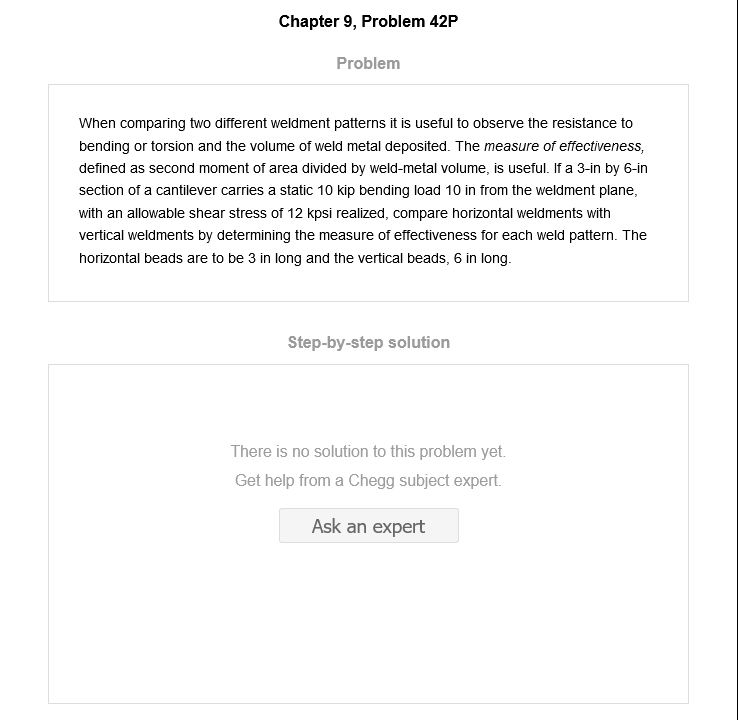 Chapter 9, Problem 42P
Problem
When comparing two different weldment patterns it is useful to observe the resistance to
bending or torsion and the volume of weld metal deposited. The measure of effectiveness,
defined as second moment of area divided by weld-metal volume, is useful. If a 3-in by 6-in
section of a cantilever carries a static 10 kip bending load 10 in from the weldment plane,
with an allowable shear stress of 12 kpsi realized, compare horizontal weldments with
vertical weldments by determining the measure of effectiveness for each weld pattern. The
horizontal beads are to be 3 in long and the vertical beads, 6 in long.
Step-by-step solution
There is no solution to this problem yet.
Get help from a Chegg subject expert.
Ask an expert